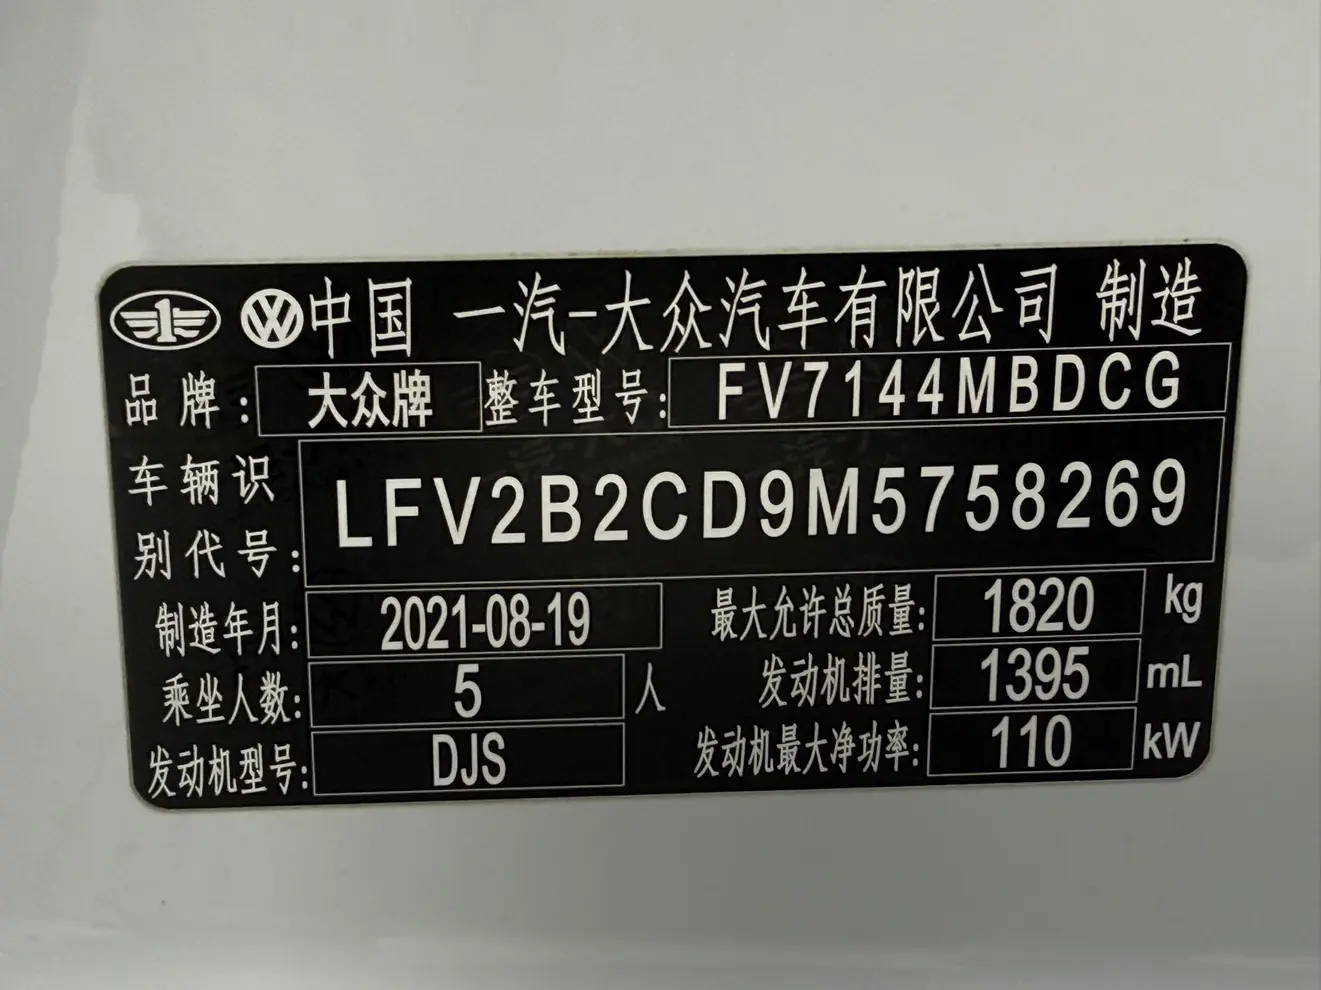 中国 一汽-大众汽车有限公司 制造
品牌: 大众牌 整车型号: FV7144MBDCG
车辆识别代号: LFV2B2CD9M5758269
制造年月: 2021-08-19 最大允许总质量: 1820 kg
乘坐人数: 5 人 发动机排量: 1395 mL
发动机型号: DJS 发动机最大净功率: 110 kW